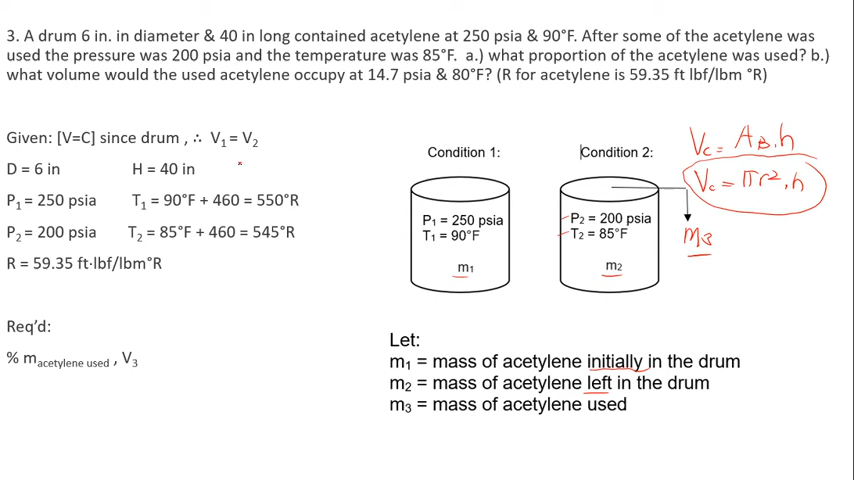 3. A drum 6 in. in diameter & 40 in long contained acetylene at 250 psia & 90°F. After some of the acetylene was
used the pressure was 200 psia and the temperature was 85°F. a.) what proportion of the acetylene was used? b.)
what volume would the used acetylene occupy at 14.7 psia & 80°F? (R for acetylene is 59.35 ft lbf/lbm °R)
Given: [V=C] since drum , ∴ V₁ = V₂
D = 6 in H = 40 in
P₁ = 250 psia T₁ = 90°F + 460 = 550°R
P₂ = 200 psia T₂ = 85°F + 460 = 545°R
R = 59.35 ft·lbf/lbm°R
Req’d:
% m acetylene used , V₃
Condition 1:
P₁ = 250 psia
T₁ = 90°F
m₁
Condition 2:
P₂ = 200 psia
T₂ = 85°F
m₂
Vc = AB.h
Vc = πr².h
m3
Let:
m₁ = mass of acetylene initially in the drum
m₂ = mass of acetylene left in the drum
m₃ = mass of acetylene used